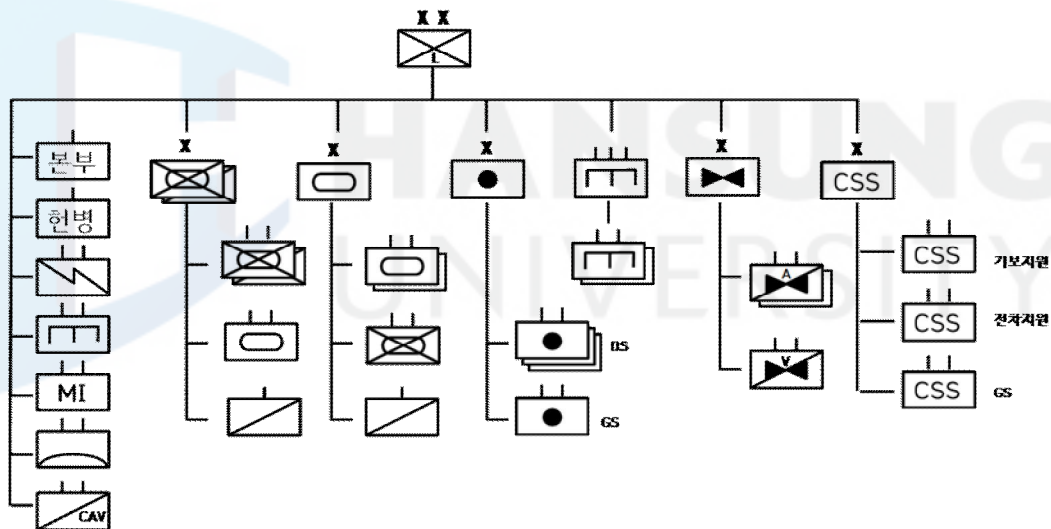 X X
L
X
X
X
X
X
본부
헌병
MI
CAV
DS
GS
A
V
CSS
CSS
기보지원
CSS
전차지원
CSS
GS
HANSUNG
UNIVERSITY